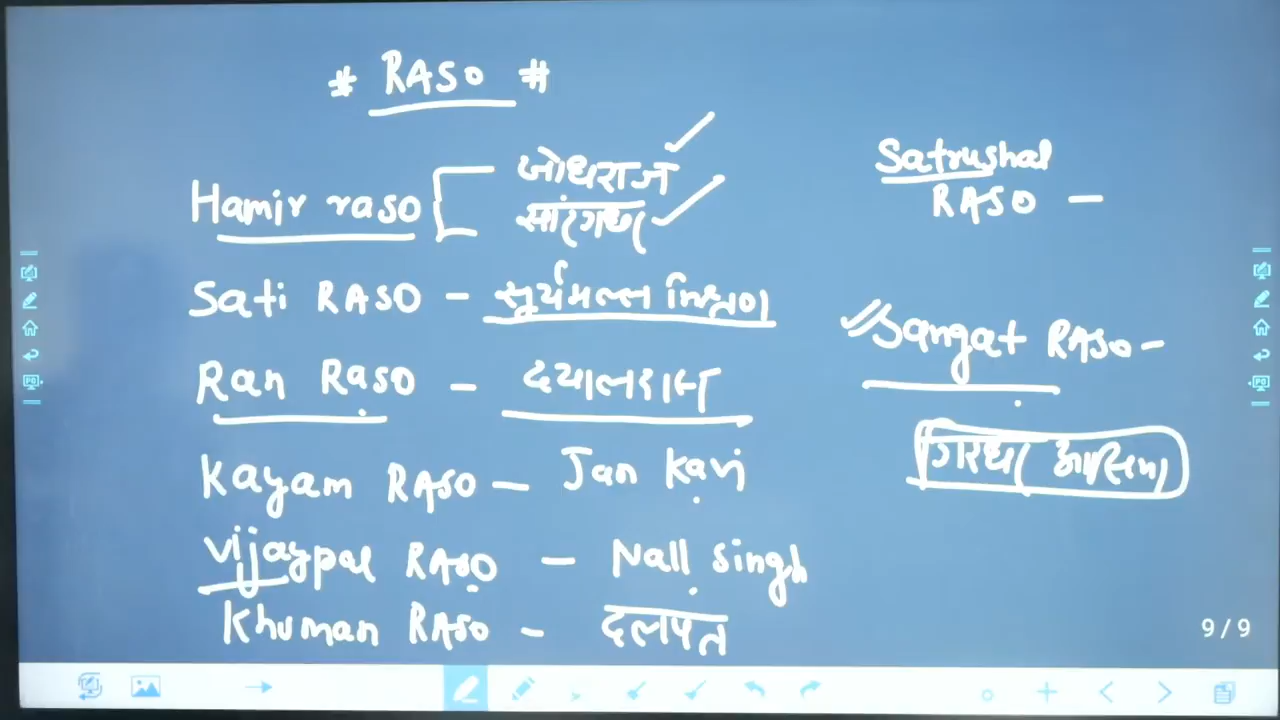 * RASO #
Hamir raso
जोधराज
सांरगधर
Sati RASO - सूर्यमल्ल मिश्रण
Ran Raso - दयालदास
Kayam RASO - Jan Kavi
Vijaypal RASO - Nall Singh
Khuman RASO - दलपत
Satrushal
RASO -
Sangat RASO -
गिरधर आसिया
9/9